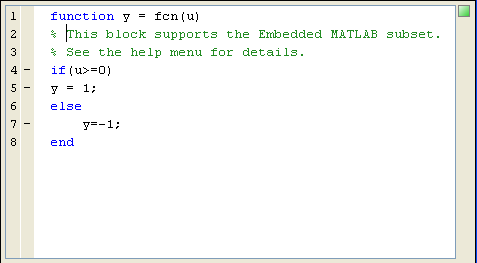 1 function y = fcn(u)
2 % This block supports the Embedded MATLAB subset.
3 % See the help menu for details.
4 - if(u>=0)
5 - y = 1;
6 else
7 - y=-1;
8 end